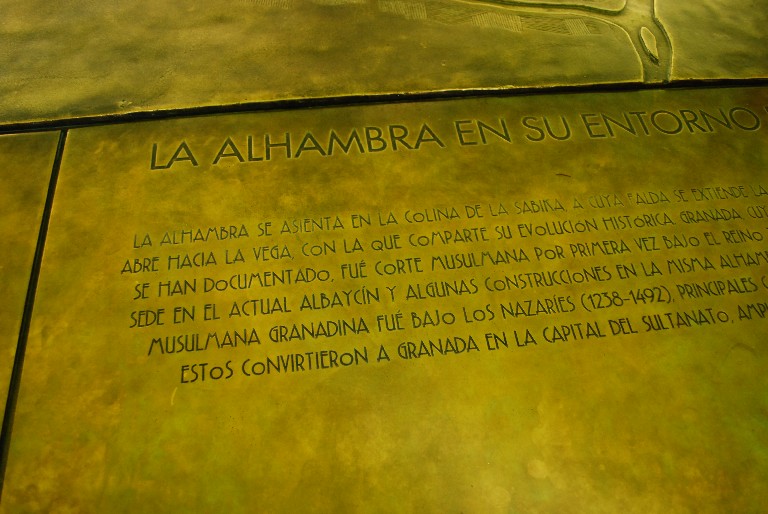 LA ALHAMBRA EN SU ENTORNO
LA ALHAMBRA SE ASIENTA EN LA COLINA DE LA SABIKA A CUYA FALDA SE EXTIENDE LA
ABRE HACIA LA VEGA, CON LA QUE COMPARTE SU EVOLUCIÓN HISTÓRICA GRANADA CUY
SE HAN DOCUMENTADO, FUÉ CORTE MUSULMANA POR PRIMERA VEZ BAJO EL REINO
SEDE EN EL ACTUAL ALBAYCÍN Y ALGUNAS CONSTRUCCIONES EN LA MISMA ALHAMB
MUSULMANA GRANADINA FUÉ BAJO LOS NAZARÍES (1238-1492), PRINCIPALES
ESTOS CONVIRTIERON A GRANADA EN LA CAPITAL DEL SULTANATO, AMP